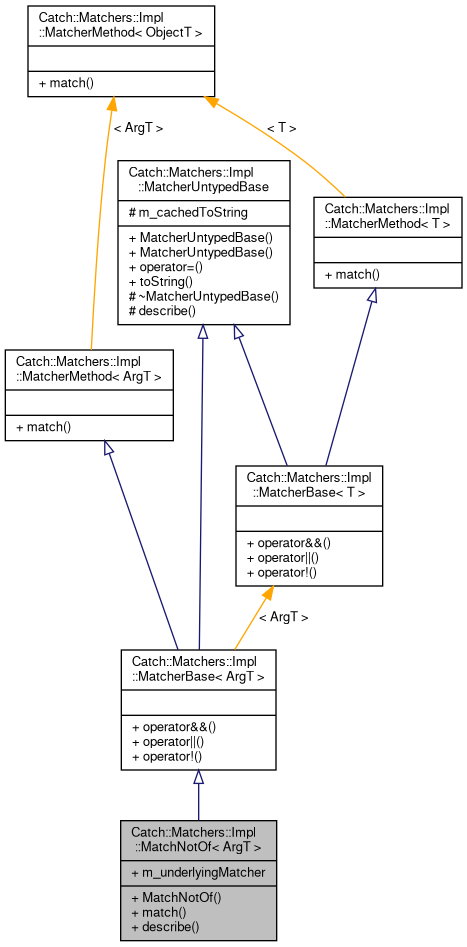 Catch::Matchers::Impl
::MatcherMethod< ObjectT >
+ match()
< ArgT >
< T >
Catch::Matchers::Impl
::MatcherUntypedBase
# m_cachedToString
+ MatcherUntypedBase()
+ MatcherUntypedBase()
+ operator=()
+ toString()
# ~MatcherUntypedBase()
# describe()
Catch::Matchers::Impl
::MatcherMethod< T >
+ match()
Catch::Matchers::Impl
::MatcherMethod< ArgT >
+ match()
Catch::Matchers::Impl
::MatcherBase< T >
+ operator&&()
+ operator||()
+ operator!()
< ArgT >
Catch::Matchers::Impl
::MatcherBase< ArgT >
+ operator&&()
+ operator||()
+ operator!()
Catch::Matchers::Impl
::MatchNotOf< ArgT >
+ m_underlyingMatcher
+ MatchNotOf()
+ match()
+ describe()